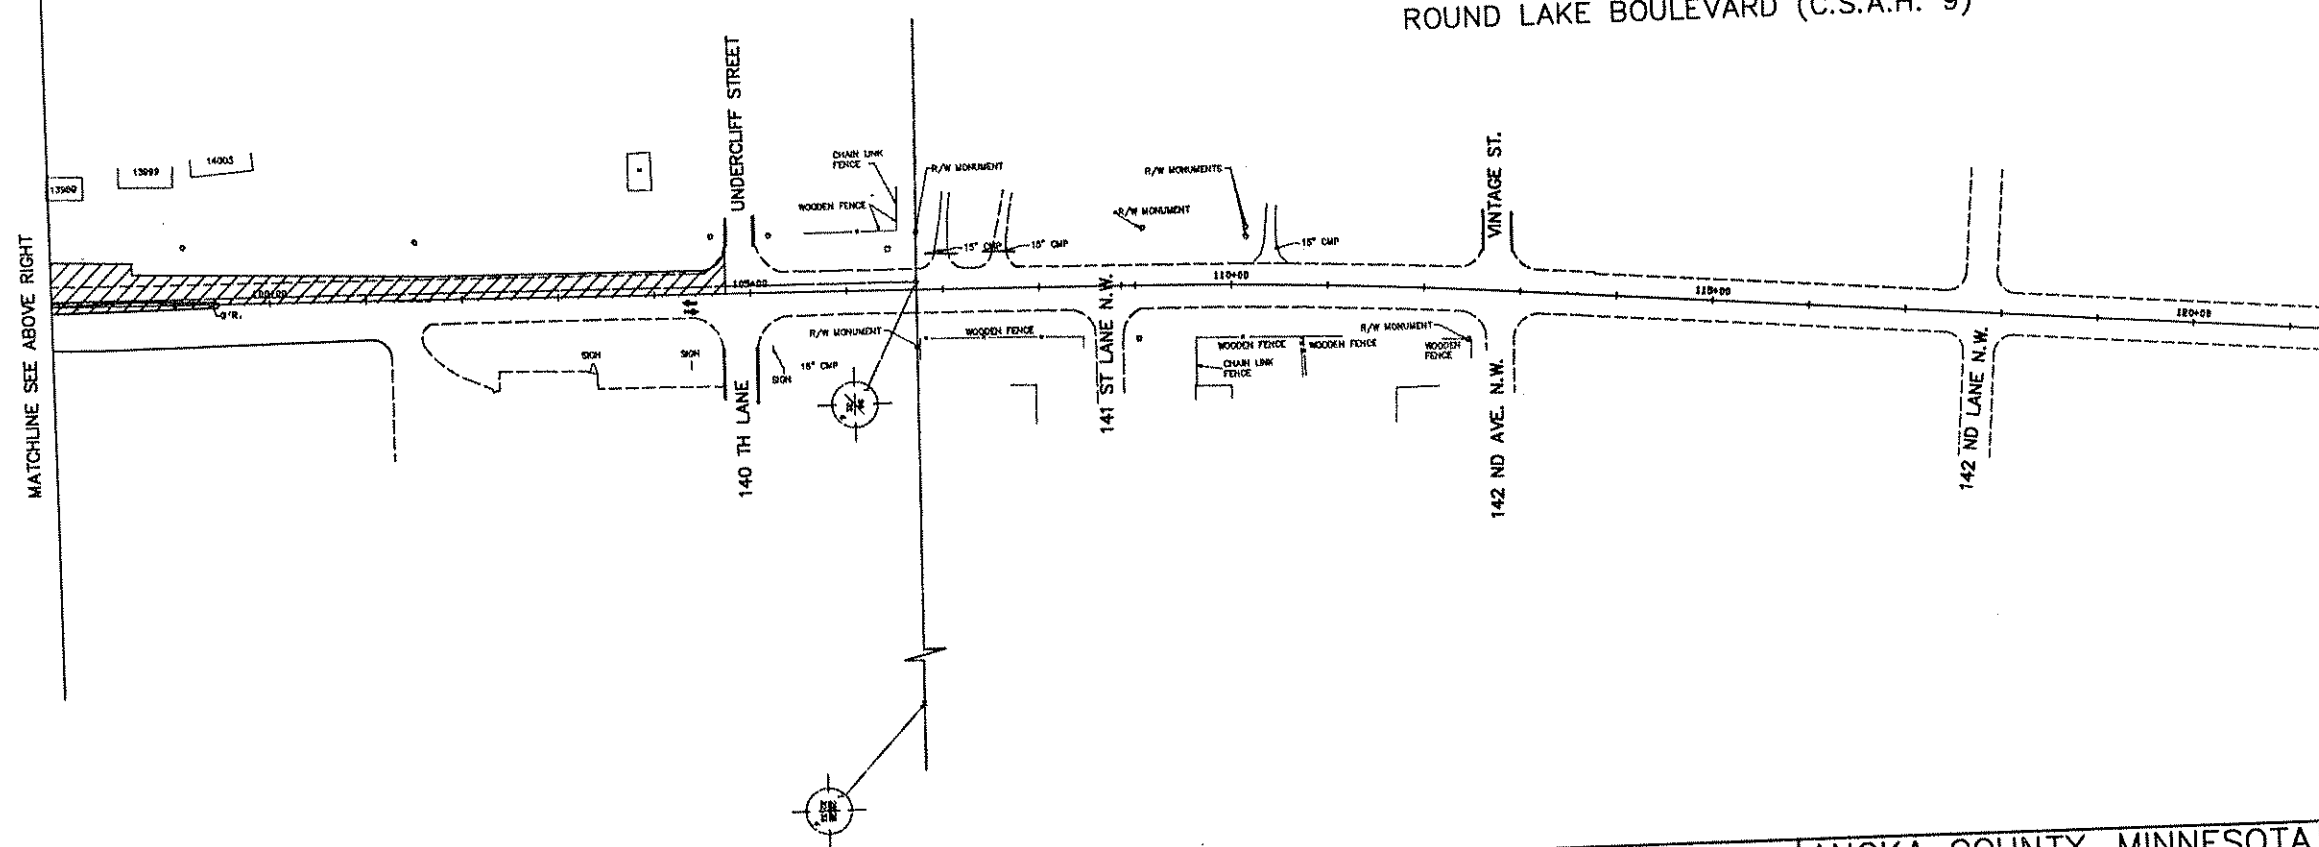 ROUND LAKE BOULEVARD (C.S.A.H. 9)
UNDERCLIFF STREET
VINTAGE ST.
CHAIN LINK
FENCE
R/W MONUMENT
R/W MONUMENTS
13999
14003
WOODEN FENCE
R/W MONUMENT
15" CMP
15" CMP
15" CMP
MATCHLINE SEE ABOVE RIGHT
100+00
105+00
110+00
115+00
120+00
R/W MONUMENT
WOODEN FENCE
R/W MONUMENT
WOODEN FENCE
WOODEN FENCE
WOODEN
FENCE
CHAIN LINK
FENCE
SIGN
SIGN
SIGN
15" CMP
140 TH LANE
141 ST LANE N.W.
142 ND AVE. N.W.
142 ND LANE N.W.
ANOKA COUNTY, MINNESOTA